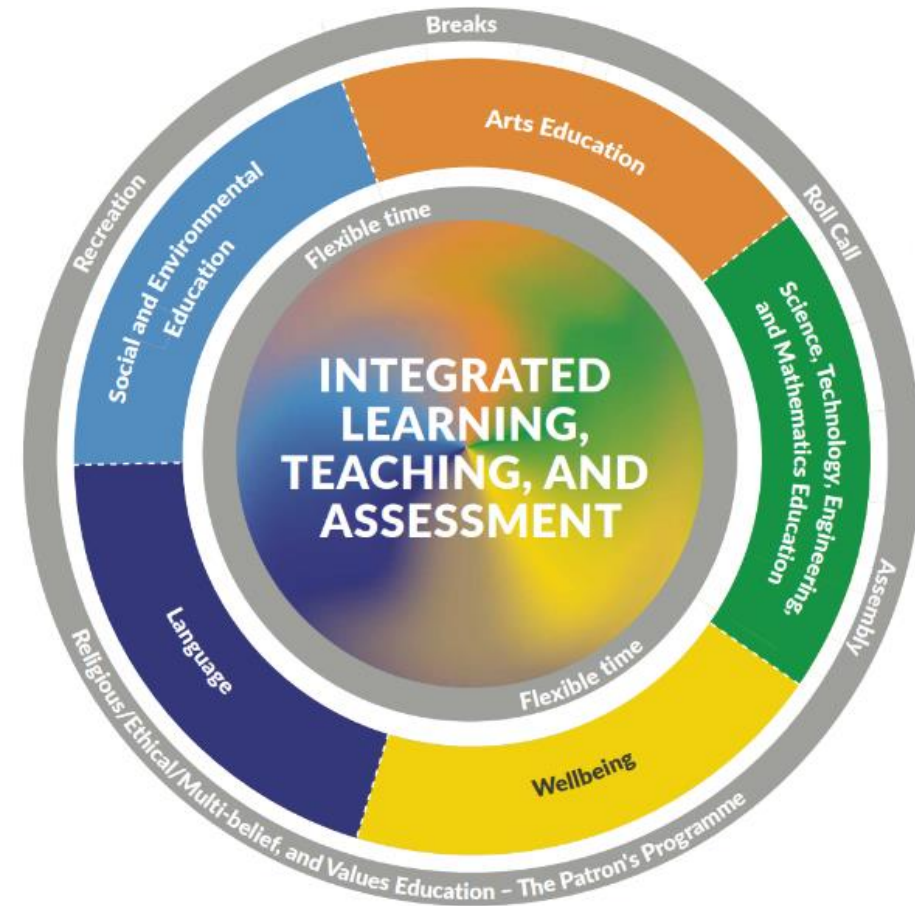 Breaks
Roll Call
Assembly
Religious/Ethical/Multi-belief, and Values Education – The Patron's Programme
Recreation
Arts Education
Science, Technology, Engineering,
and Mathematics Education
Wellbeing
Language
Social and Environmental
Education
Flexible time
INTEGRATED
LEARNING,
TEACHING, AND
ASSESSMENT
Flexible time